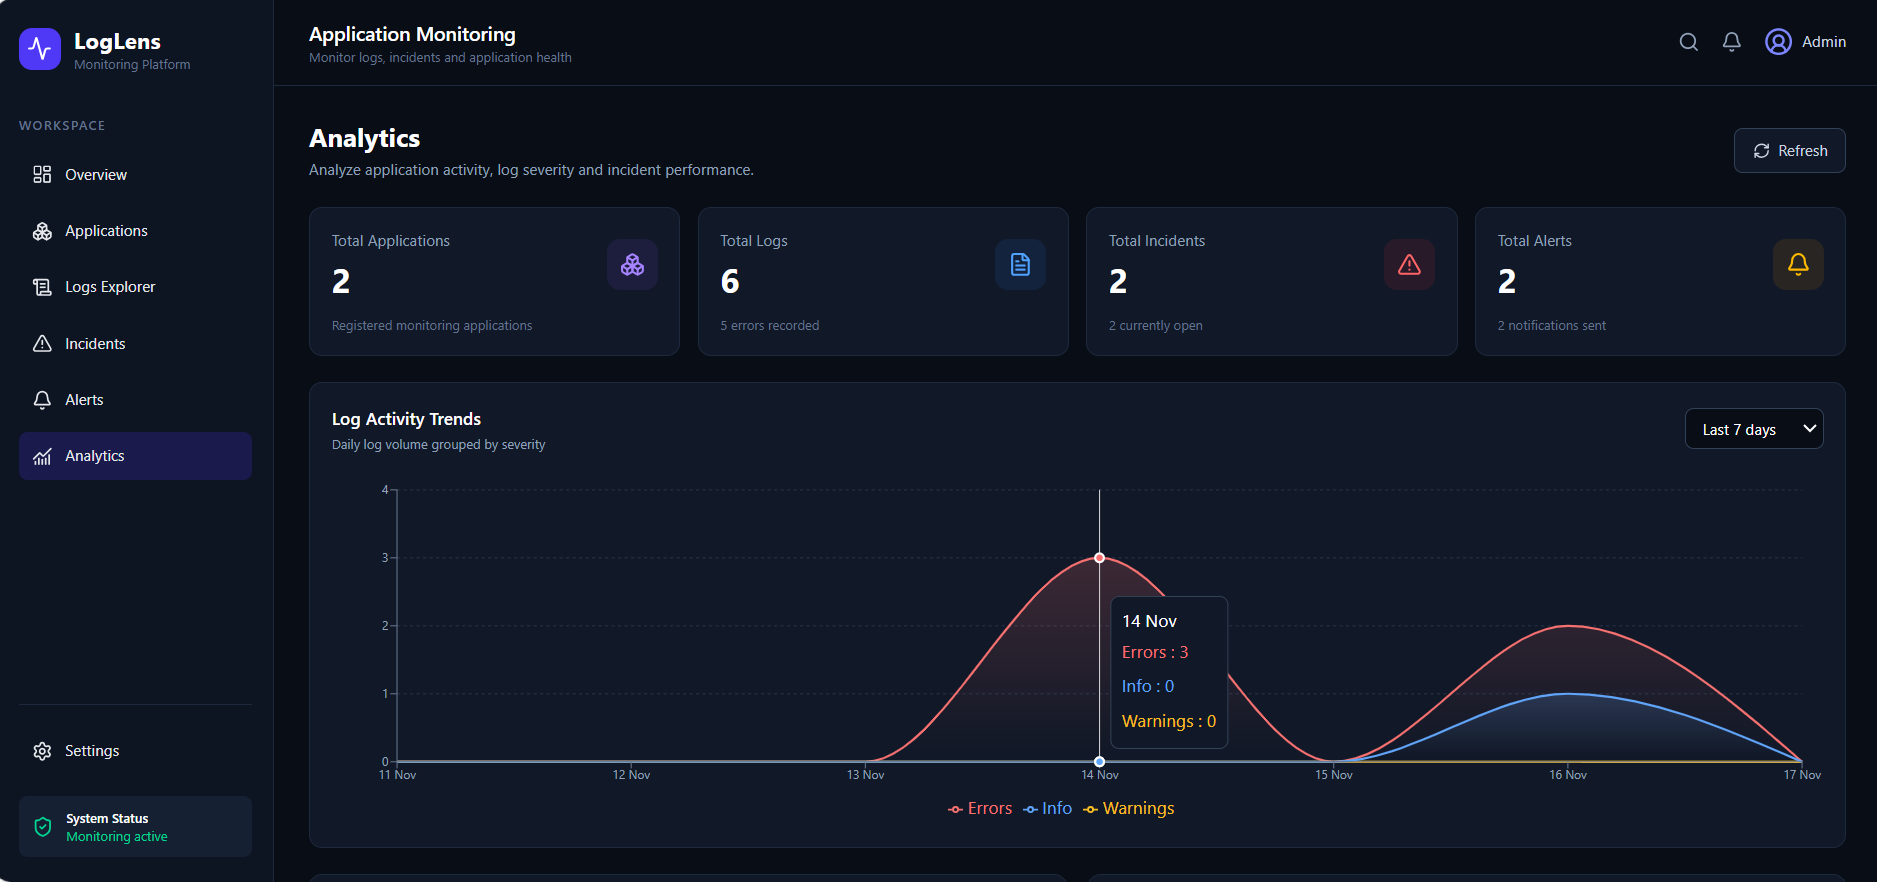 LogLens
Monitoring Platform
WORKSPACE
Overview
Applications
Logs Explorer
Incidents
Alerts
Analytics
Settings
System Status
Monitoring active
Application Monitoring
Monitor logs, incidents and application health
Admin
Analytics
Analyze application activity, log severity and incident performance.
Refresh
Total Applications
2
Registered monitoring applications
Total Logs
6
5 errors recorded
Total Incidents
2
2 currently open
Total Alerts
2
2 notifications sent
Log Activity Trends
Daily log volume grouped by severity
Last 7 days
4
3
2
1
0
14 Nov
Errors : 3
Info : 0
Warnings : 0
11 Nov 12 Nov 13 Nov 14 Nov 15 Nov 16 Nov 17 Nov
Errors Info Warnings